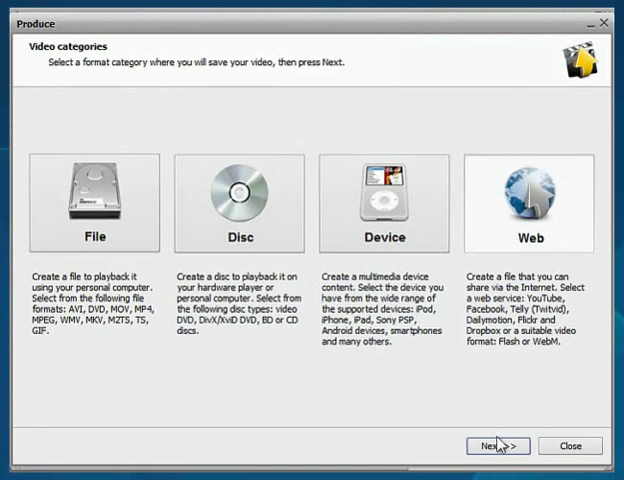 Produce
Video categories
Select a format category where you will save your video, then press Next.
File
Disc
Device
Web
Create a file to playback it
using your personal computer.
Select from the following file
formats: AVI, DVD, MOV, MP4,
MPEG, WMV, MKV, M2TS, TS,
GIF.
Create a disc to playback it on
your hardware player or
personal computer. Select from
the following disc types: video
DVD, DivX/XviD DVD, BD or CD
discs.
Create a multimedia device
content. Select the device you
have from the wide range of
the supported devices: iPod,
iPhone, iPad, Sony PSP,
Android devices, smartphones
and many others.
Create a file that you can
share via the Internet. Select
a web service: YouTube,
Facebook, Telly (Twitvid),
Dailymotion, Flickr and
Dropbox or a suitable video
format: Flash or WebM.
Next >>
Close